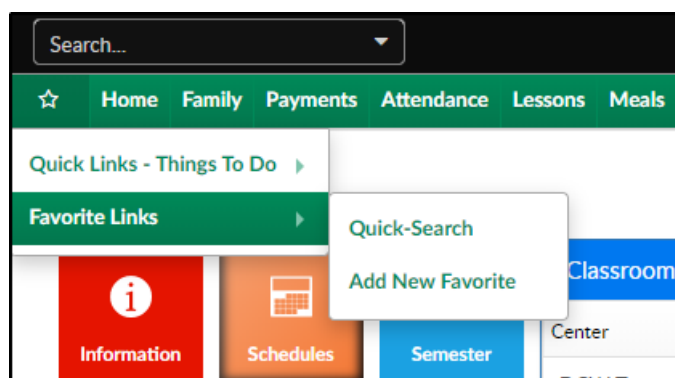 Search...
Home Family Payments Attendance Lessons Meals
Quick Links - Things To Do
Favorite Links
Quick-Search
Add New Favorite
Classroom
Information
Schedules
Semester
Center